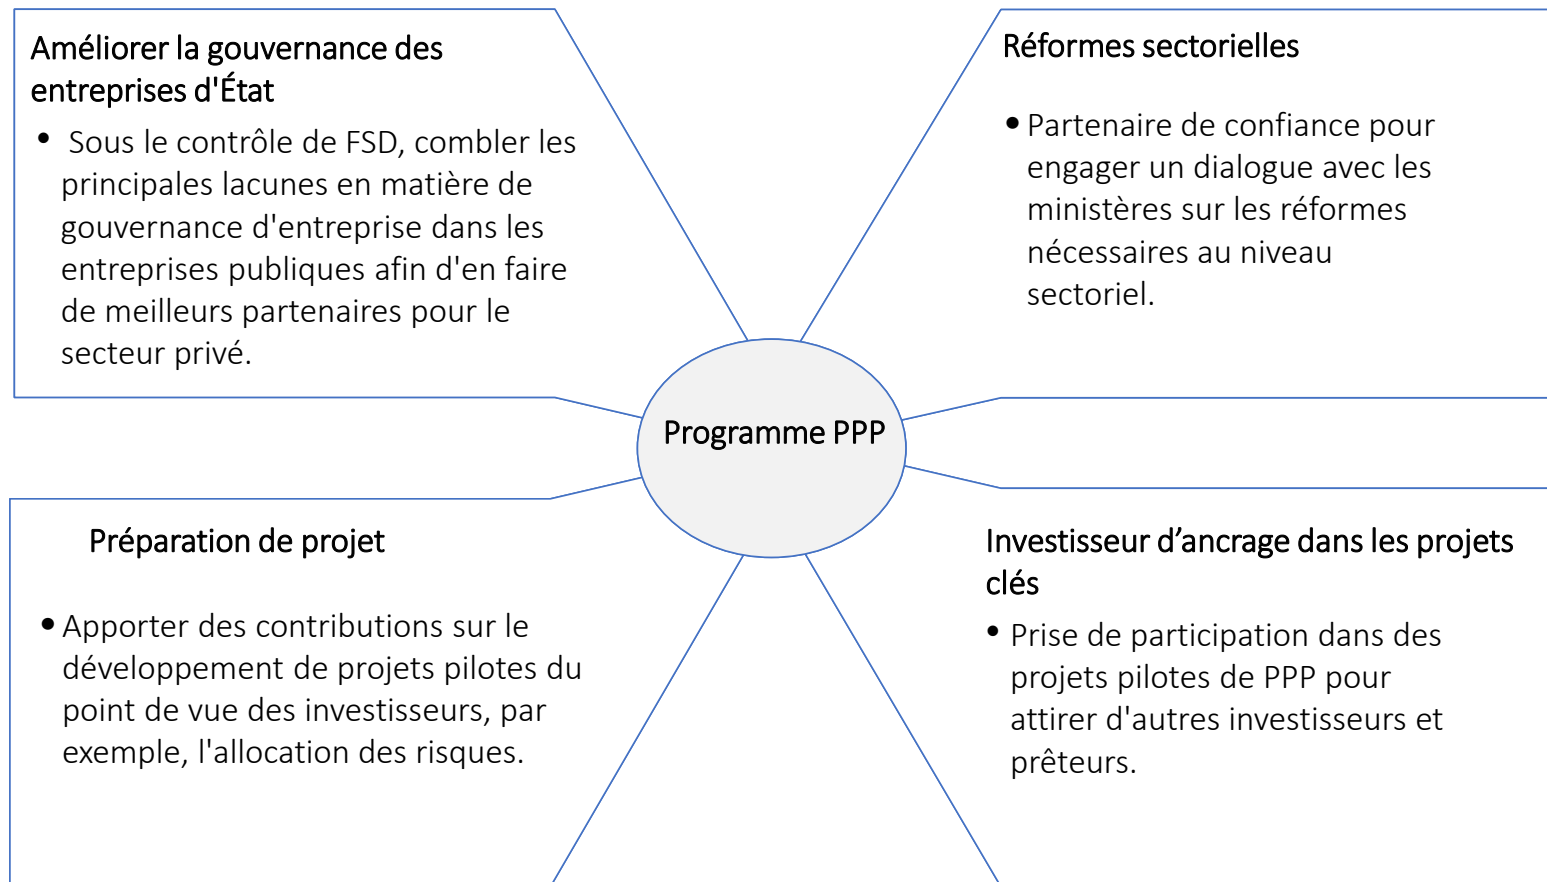 Améliorer la gouvernance des
entreprises d'État
• Sous le contrôle de FSD, combler les
principales lacunes en matière de
gouvernance d'entreprise dans les
entreprises publiques afin d'en faire
de meilleurs partenaires pour le
secteur privé.
Réformes sectorielles
• Partenaire de confiance pour
engager un dialogue avec les
ministères sur les réformes
nécessaires au niveau
sectoriel.
Programme PPP
Préparation de projet
• Apporter des contributions sur le
développement de projets pilotes du
point de vue des investisseurs, par
exemple, l'allocation des risques.
Investisseur d’ancrage dans les projets
clés
• Prise de participation dans des
projets pilotes de PPP pour
attirer d'autres investisseurs et
prêteurs.